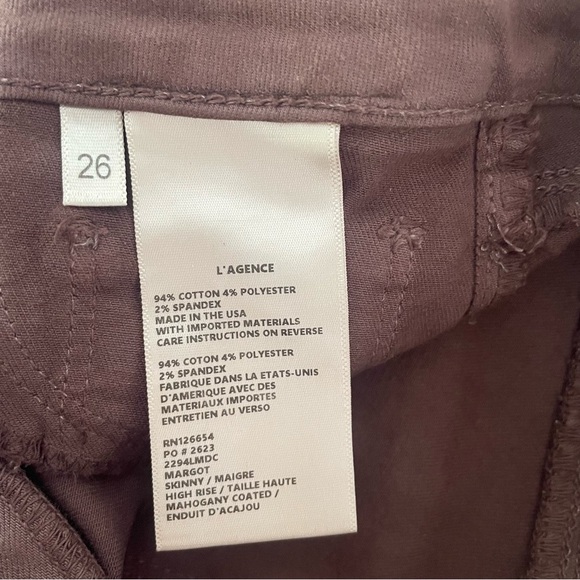 26
L'AGENCE
94% COTTON 4% POLYESTER
2% SPANDEX
MADE IN THE USA
WITH IMPORTED MATERIALS
CARE INSTRUCTIONS ON REVERSE
94% COTON 4% POLYESTER
2% SPANDEX
FABRIQUE DANS LA ETATS-UNIS
D'AMERIQUE AVEC DES
MATERIAUX IMPORTES
ENTRETIEN AU VERSO
RN126654
PO # 2623
2294LMDC
MARGOT
SKINNY / MAIGRE
HIGH RISE / TAILLE HAUTE
MAHOGANY COATED /
ENDUIT D'ACAJOU